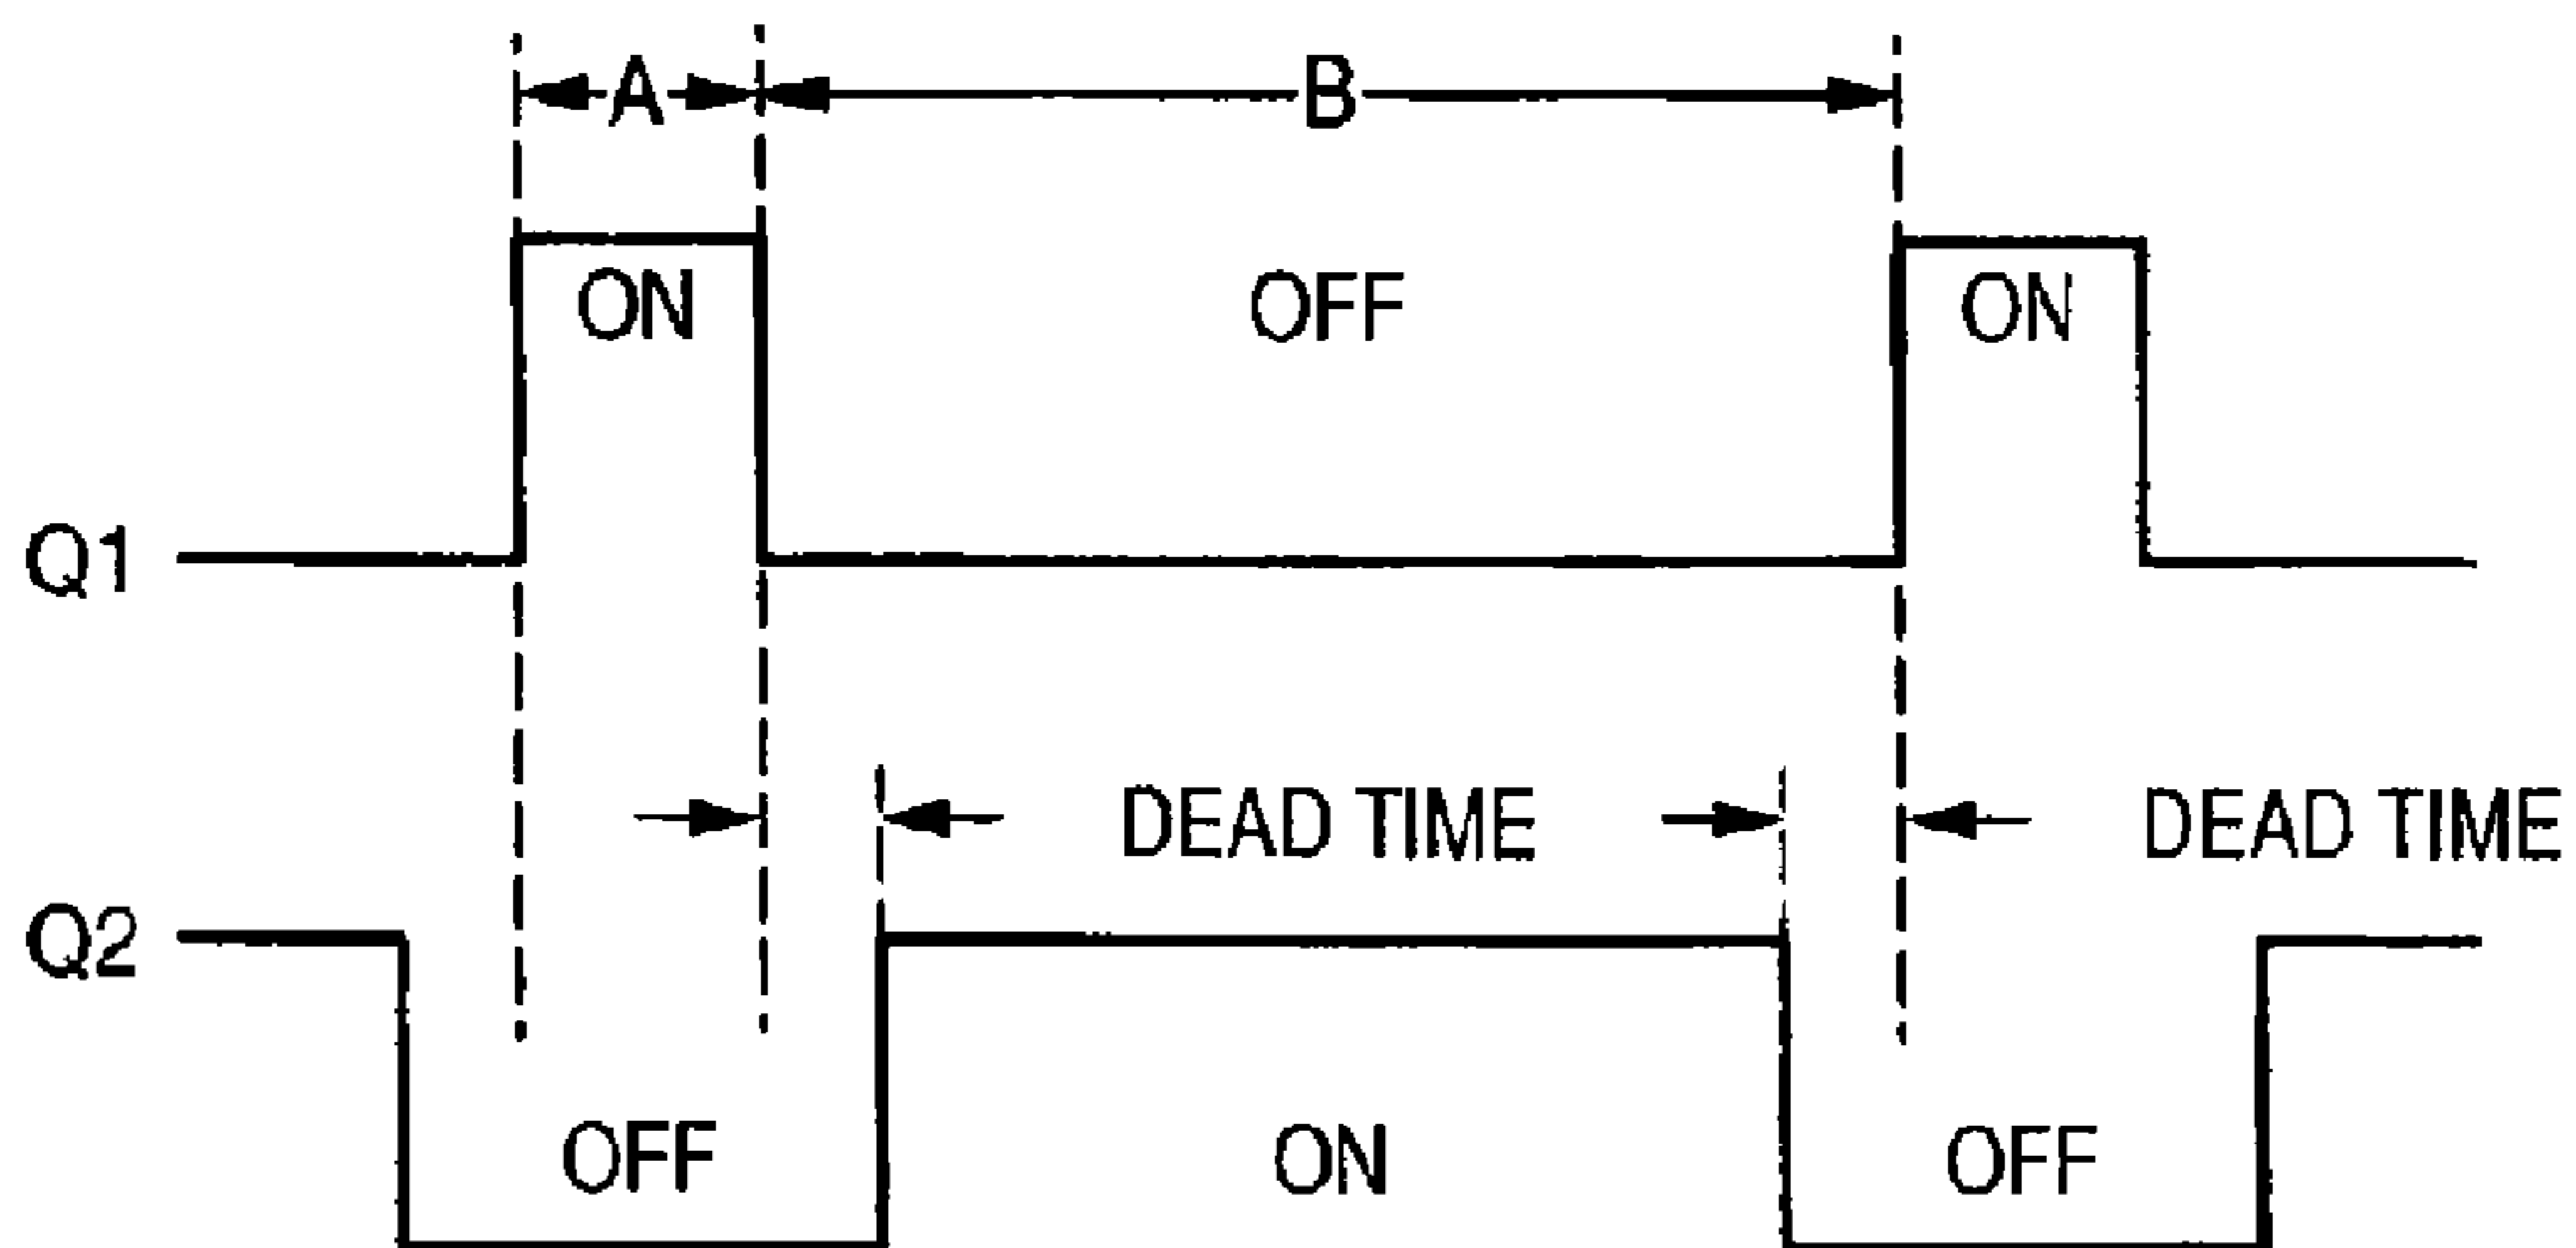 A B
ON OFF ON
Q1
DEAD TIME DEAD TIME
Q2
OFF ON OFF